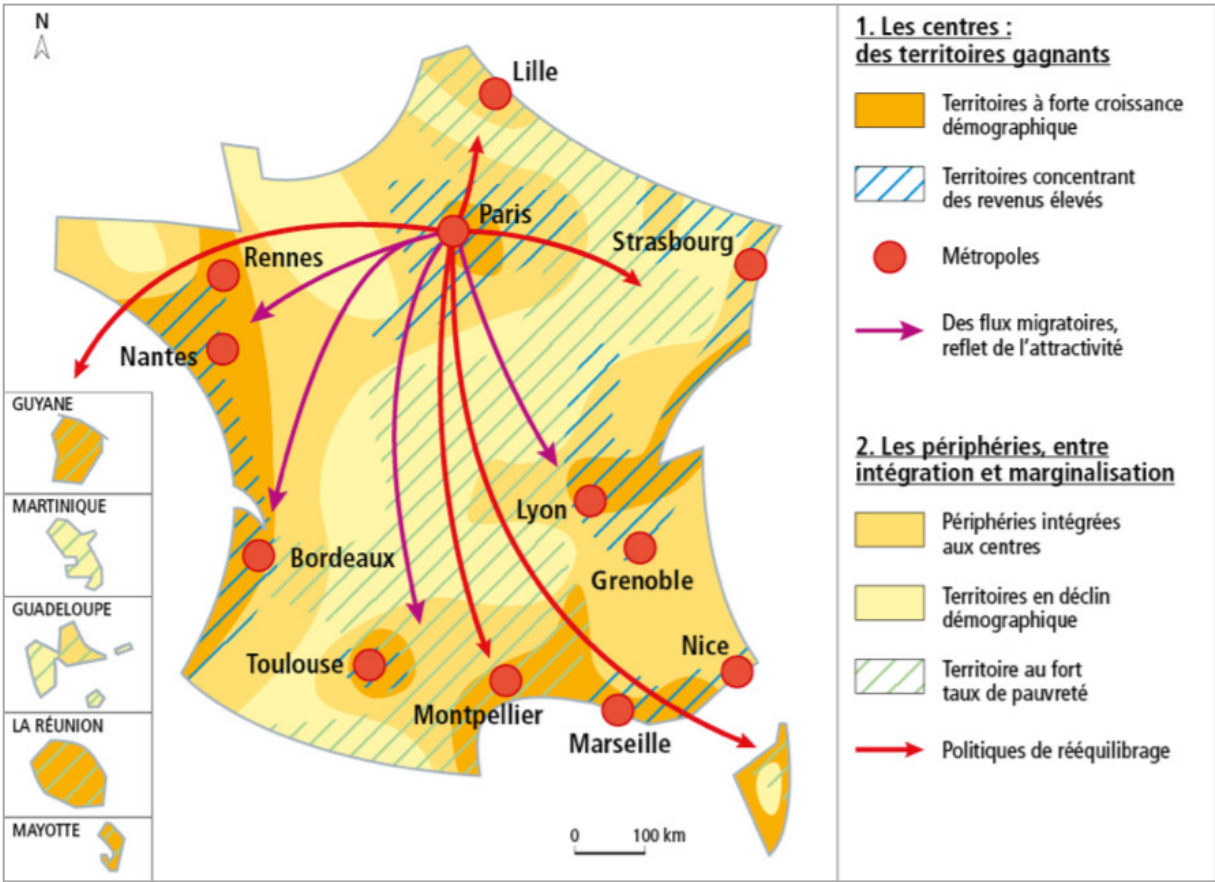 N
Lille
Paris
Strasbourg
Rennes
Nantes
Lyon
Bordeaux
Grenoble
Toulouse
Nice
Montpellier
Marseille
GUYANE
MARTINIQUE
GUADELOUPE
LA RÉUNION
MAYOTTE
0 100 km
1. Les centres :
des territoires gagnants
Territoires à forte croissance
démographique
Territoires concentrant
des revenus élevés
Métropoles
Des flux migratoires,
reflet de l'attractivité
2. Les périphéries, entre
intégration et marginalisation
Périphéries intégrées
aux centres
Territoires en déclin
démographique
Territoire au fort
taux de pauvreté
Politiques de rééquilibrage